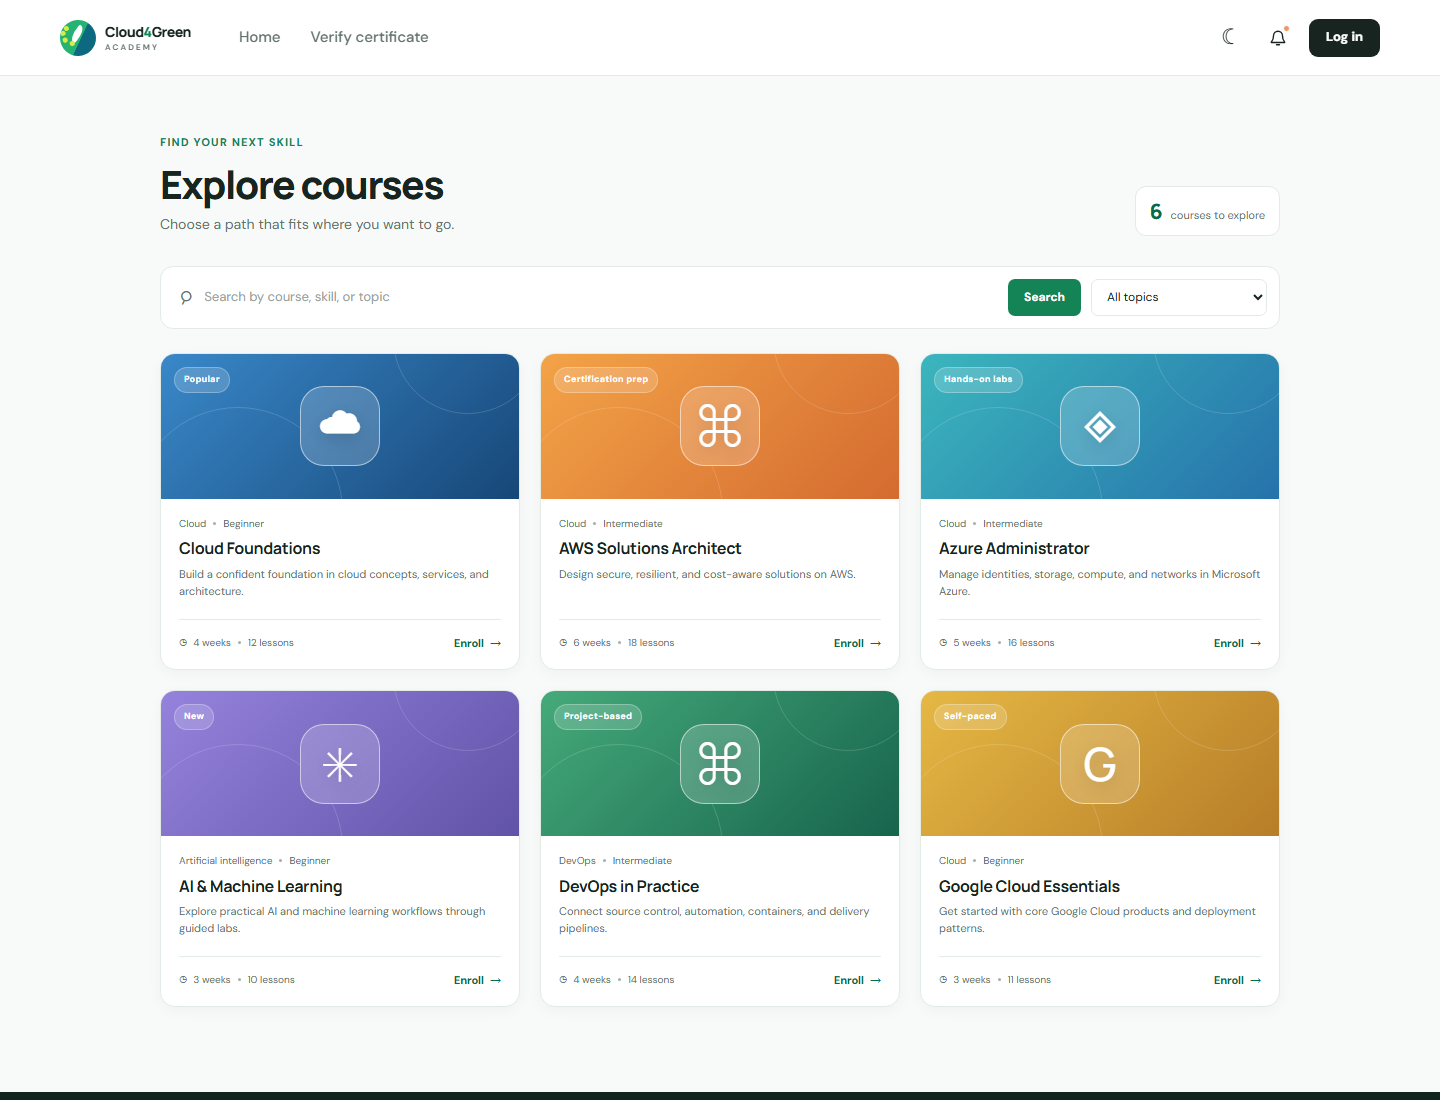 Cloud4Green
ACADEMY
Home
Verify certificate
Log in
FIND YOUR NEXT SKILL
Explore courses
Choose a path that fits where you want to go.
6 courses to explore
Search by course, skill, or topic
Search
All topics
Popular
Cloud • Beginner
Cloud Foundations
Build a confident foundation in cloud concepts, services, and
architecture.
4 weeks • 12 lessons
Enroll →
Certification prep
Cloud • Intermediate
AWS Solutions Architect
Design secure, resilient, and cost-aware solutions on AWS.
6 weeks • 18 lessons
Enroll →
Hands-on labs
Cloud • Intermediate
Azure Administrator
Manage identities, storage, compute, and networks in Microsoft
Azure.
5 weeks • 16 lessons
Enroll →
New
Artificial intelligence • Beginner
AI & Machine Learning
Explore practical AI and machine learning workflows through
guided labs.
3 weeks • 10 lessons
Enroll →
Project-based
DevOps • Intermediate
DevOps in Practice
Connect source control, automation, containers, and delivery
pipelines.
4 weeks • 14 lessons
Enroll →
Self-paced
G
Cloud • Beginner
Google Cloud Essentials
Get started with core Google Cloud products and deployment
patterns.
3 weeks • 11 lessons
Enroll →